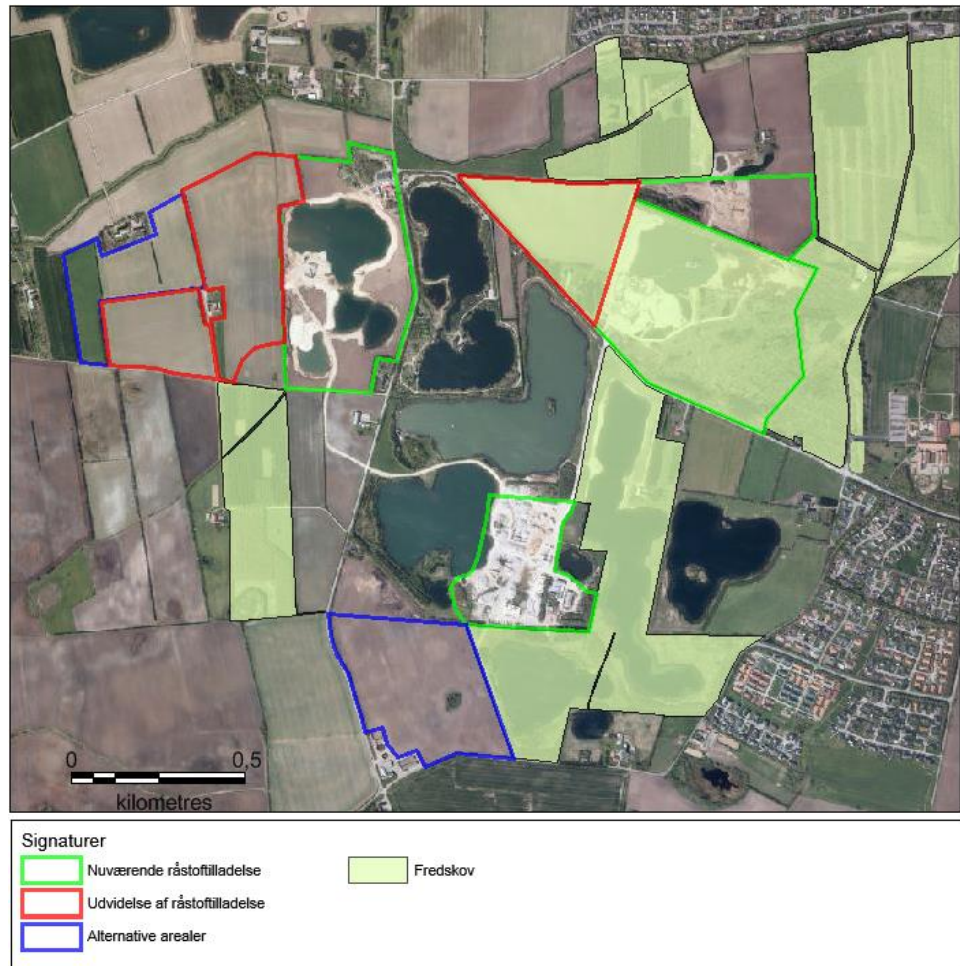 0 0,5
kilometres
Signaturer
Nuværende råstoftilladelse
Fredskov
Udvidelse af råstoftilladelse
Alternative arealer